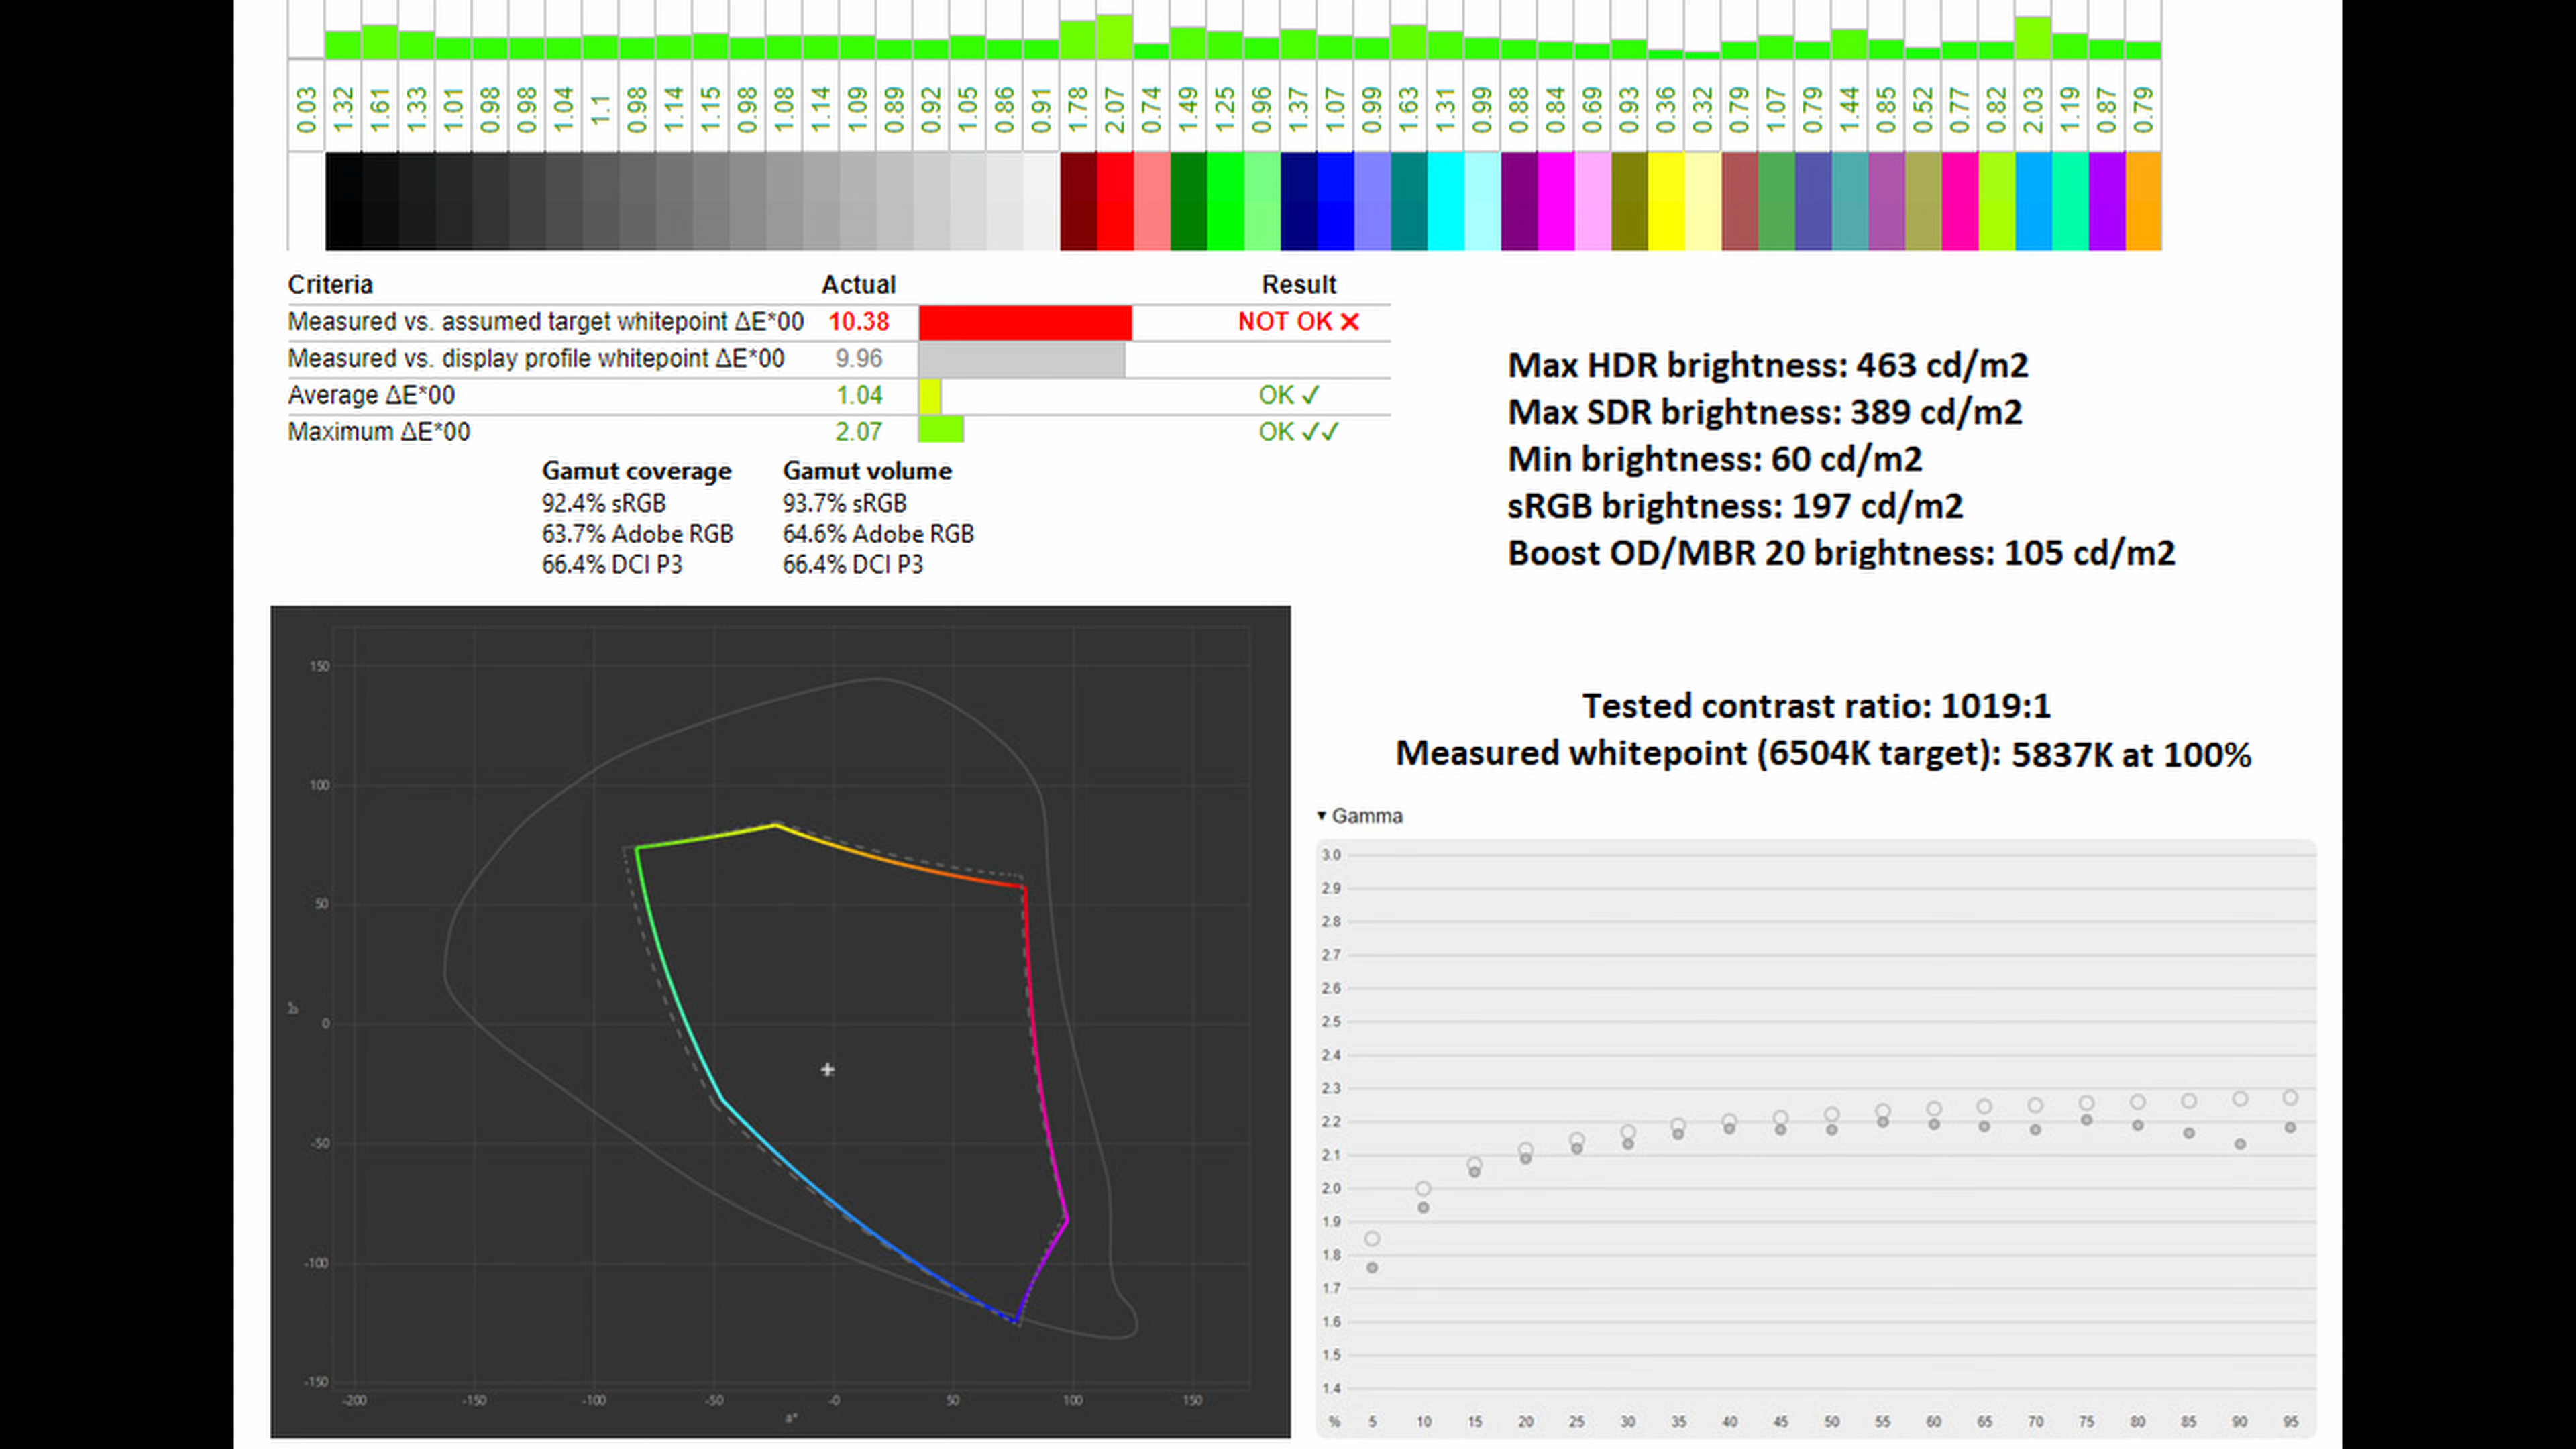 0.03 1.32 1.61 1.33 1.01 0.98 0.98 1.04 1.1 0.98 1.14 1.15 0.98 1.08 1.14 1.09 0.89 0.92 1.05 0.86 0.91 1.78 2.07 0.74 1.49 1.25 0.96 1.37 1.07 0.99 1.63 1.31 0.99 0.88 0.84 0.69 0.93 0.36 0.32 0.79 1.07 0.79 1.44 0.85 0.52 0.77 0.82 2.03 1.19 0.87 0.79
Criteria Actual Result
Measured vs. assumed target whitepoint ΔE*00 10.38 NOT OK ✕
Measured vs. display profile whitepoint ΔE*00 9.96
Average ΔE*00 1.04 OK ✓
Maximum ΔE*00 2.07 OK ✓✓
Gamut coverage Gamut volume
92.4% sRGB 93.7% sRGB
63.7% Adobe RGB 64.6% Adobe RGB
66.4% DCI P3 66.4% DCI P3
Max HDR brightness: 463 cd/m2
Max SDR brightness: 389 cd/m2
Min brightness: 60 cd/m2
sRGB brightness: 197 cd/m2
Boost OD/MBR 20 brightness: 105 cd/m2
Tested contrast ratio: 1019:1
Measured whitepoint (6504K target): 5837K at 100%
150
100
50
0
-50
-100
-150
b*
-200 -150 -100 -50 -0 50 100 150
a*
▼ Gamma
3.0
2.9
2.8
2.7
2.6
2.5
2.4
2.3
2.2
2.1
2.0
1.9
1.8
1.7
1.6
1.5
1.4
% 5 10 15 20 25 30 35 40 45 50 55 60 65 70 75 80 85 90 95